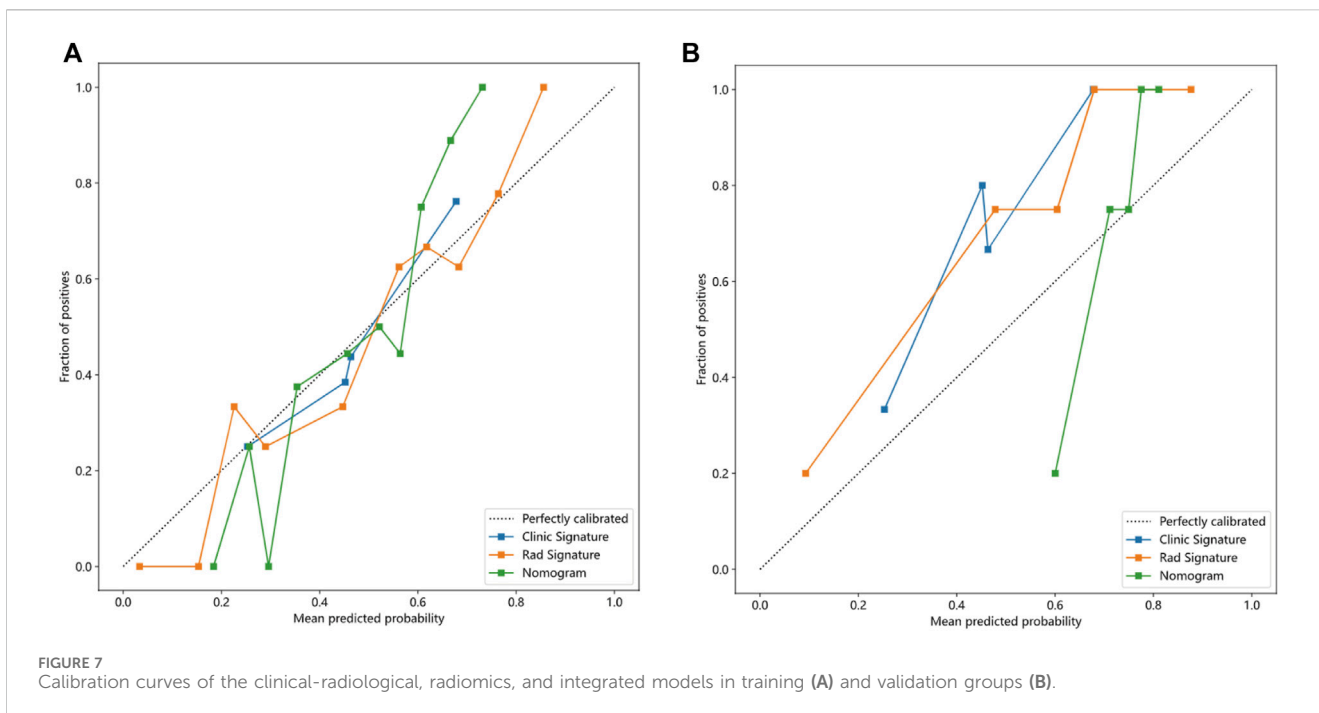 A
1.0
0.8
0.6
0.4
0.2
0.0
Fraction of positives
0.0 0.2 0.4 0.6 0.8 1.0
Mean predicted probability
Perfectly calibrated
Clinic Signature
Rad Signature
Nomogram
B
1.0
0.8
0.6
0.4
0.2
0.0
Fraction of positives
0.0 0.2 0.4 0.6 0.8 1.0
Mean predicted probability
Perfectly calibrated
Clinic Signature
Rad Signature
Nomogram
FIGURE 7
Calibration curves of the clinical-radiological, radiomics, and integrated models in training (A) and validation groups (B).